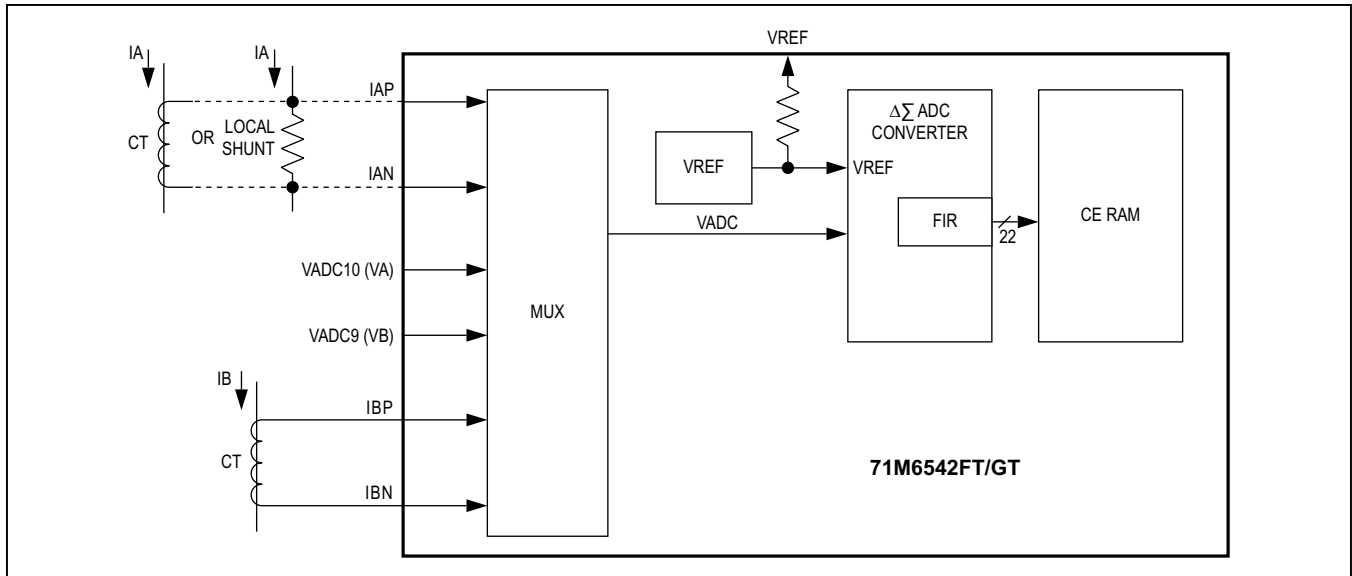 VREF
IA
IA
IAP
CT
OR
LOCAL
SHUNT
IAN
VADC10 (VA)
VADC9 (VB)
IB
IBP
CT
IBN
MUX
VADC
VREF
VREF
ΔΣ ADC
CONVERTER
FIR
22
CE RAM
71M6542FT/GT